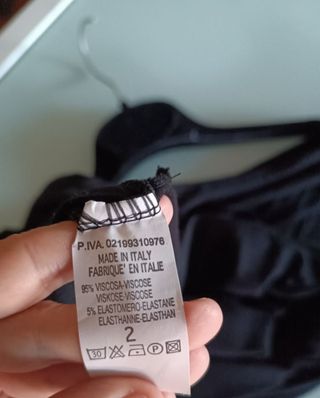 P.IVA. 02199310976
MADE IN ITALY
FABRIQUE' EN ITALIE
95% VISCOSA-VISCOSE
VISKOSE-VISCOSE
5% ELASTOMERO-ELASTANE
ELASTHANNE-ELASTHAN
2
30 P